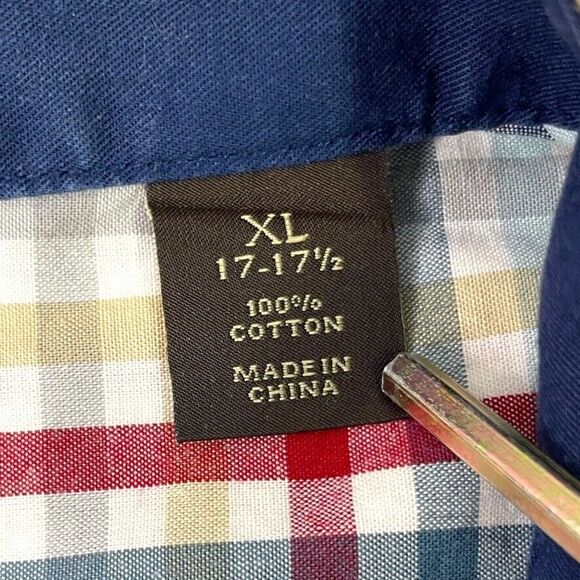 XL
17-17½
100%
COTTON
MADE IN
CHINA